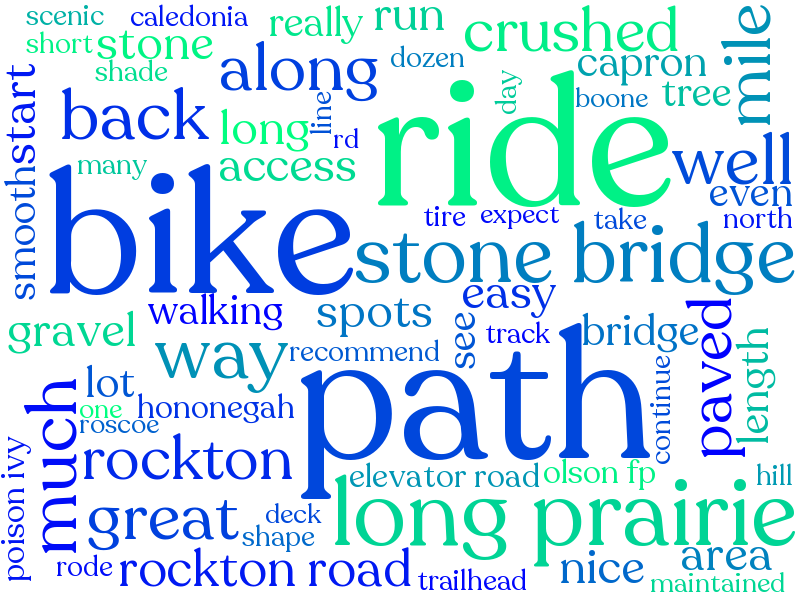 scenic
caledonia
really
run
crushed
mile
short
stone
dozen
shade
along
capron
day
boone
tree
back
long
line
ride
start
rd
well
many
access
even
smooth
bike
tire
expect
take
north
stone bridge
walking
spots
easy
gravel
see
track
bridge
paved
way
recommend
length
path
continue
lot
much
one
hononegah
roscoe
rockton
elevator road
olson fp
hill
poison ivy
great
deck
long prairie
shape
rode
rockton road
trailhead
nice
area
maintained